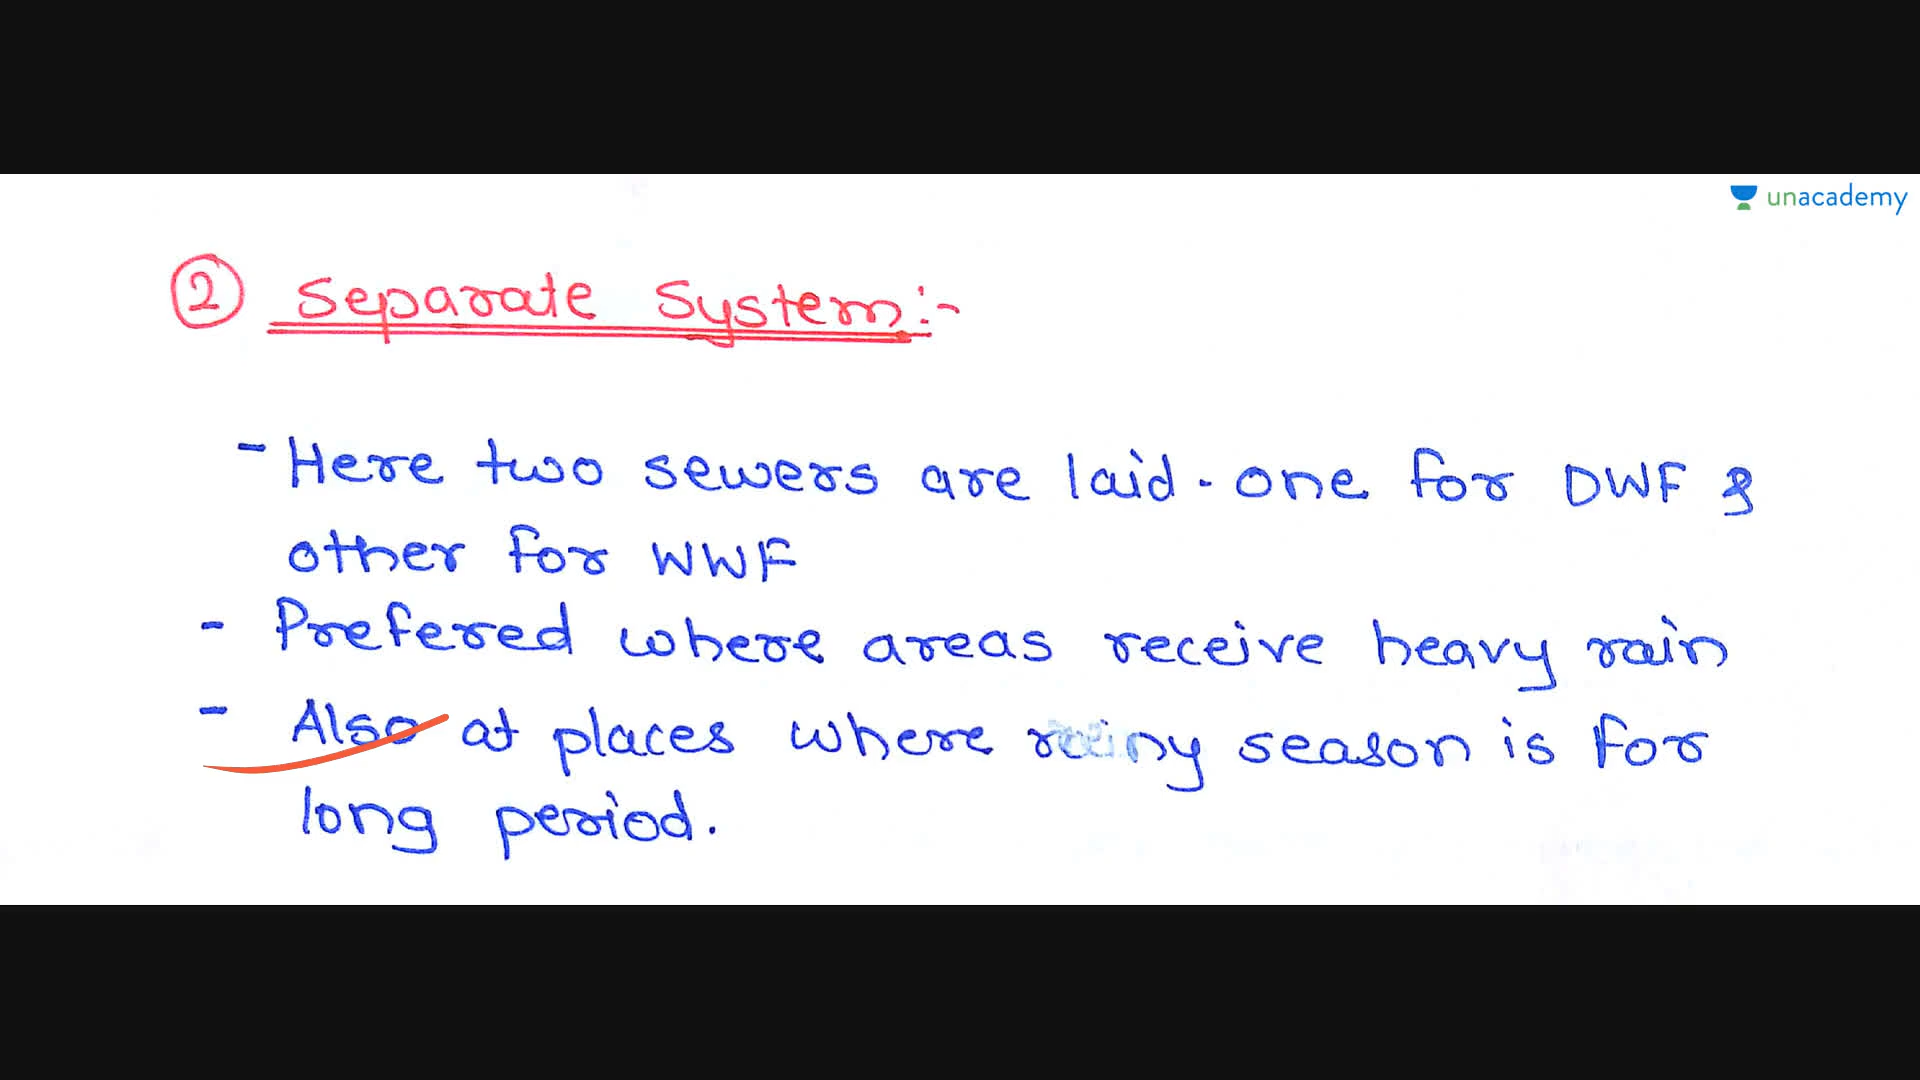 unacademy
2 Separate System:-
- Here two sewers are laid. one for DWF &
other for WWF
- Prefered where areas receive heavy rain
- Also at places where rainy season is for
long period.